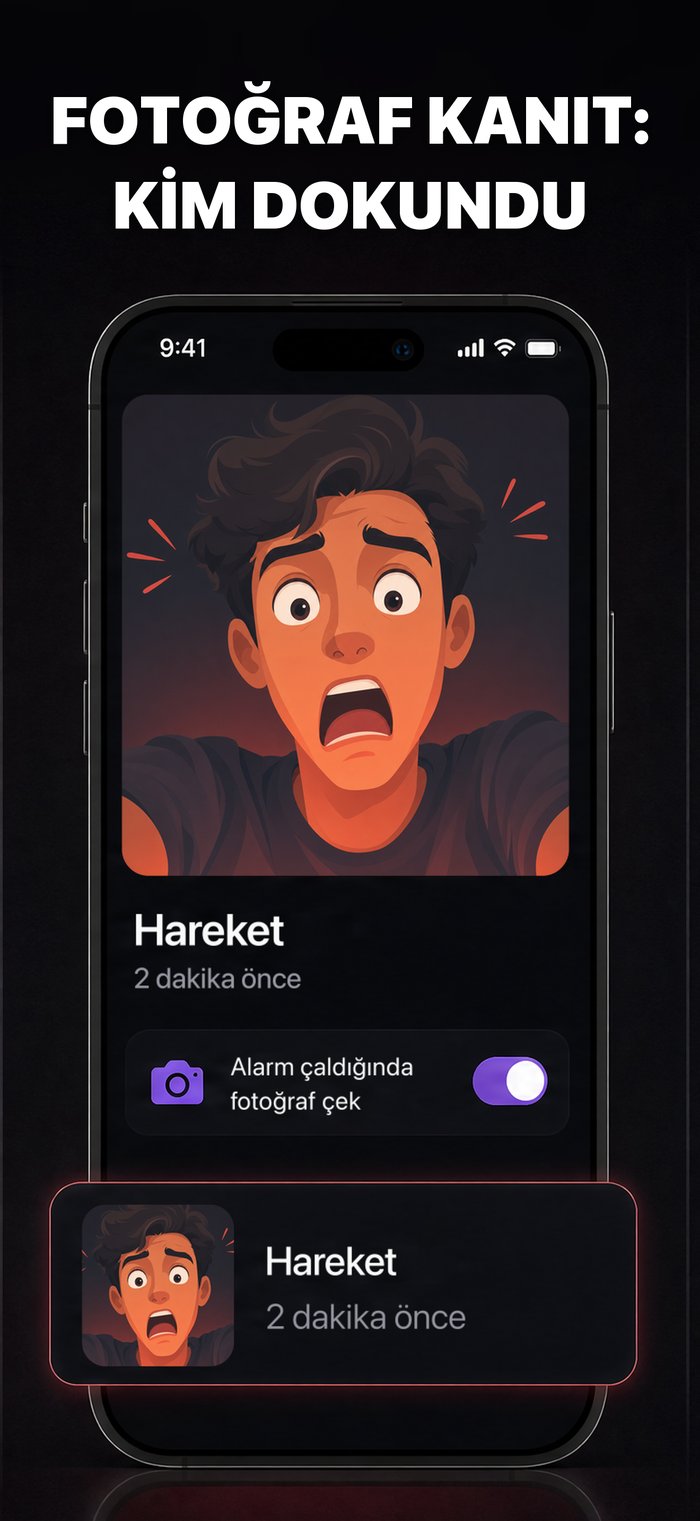 FOTOĞRAF KANIT:
KİM DOKUNDU
9:41
Hareket
2 dakika önce
Alarm çaldığında
fotoğraf çek
Hareket
2 dakika önce